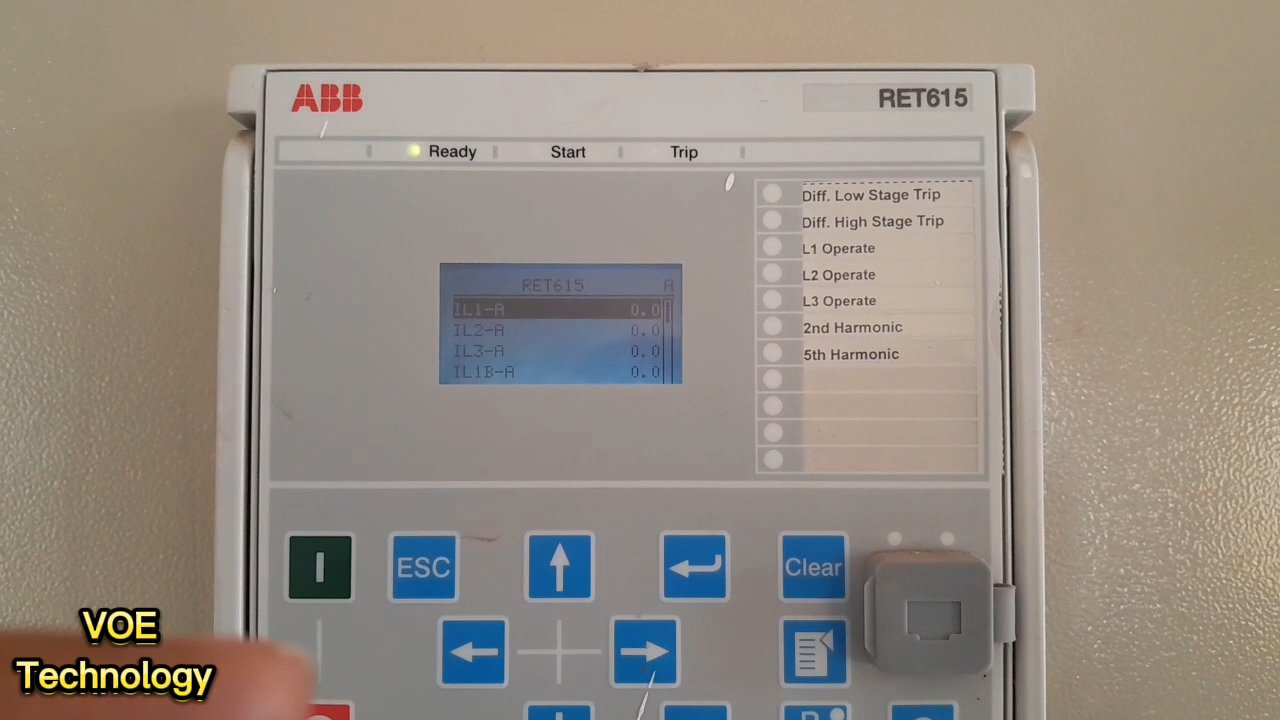 ABB
RET615
Ready
Start
Trip
Diff. Low Stage Trip
Diff. High Stage Trip
L1 Operate
L2 Operate
L3 Operate
2nd Harmonic
5th Harmonic
RET615 A
IL1-A 0.0
IL2-A 0.0
IL3-A 0.0
IL1B-A 0.0
I
ESC
Clear
VOE
Technology